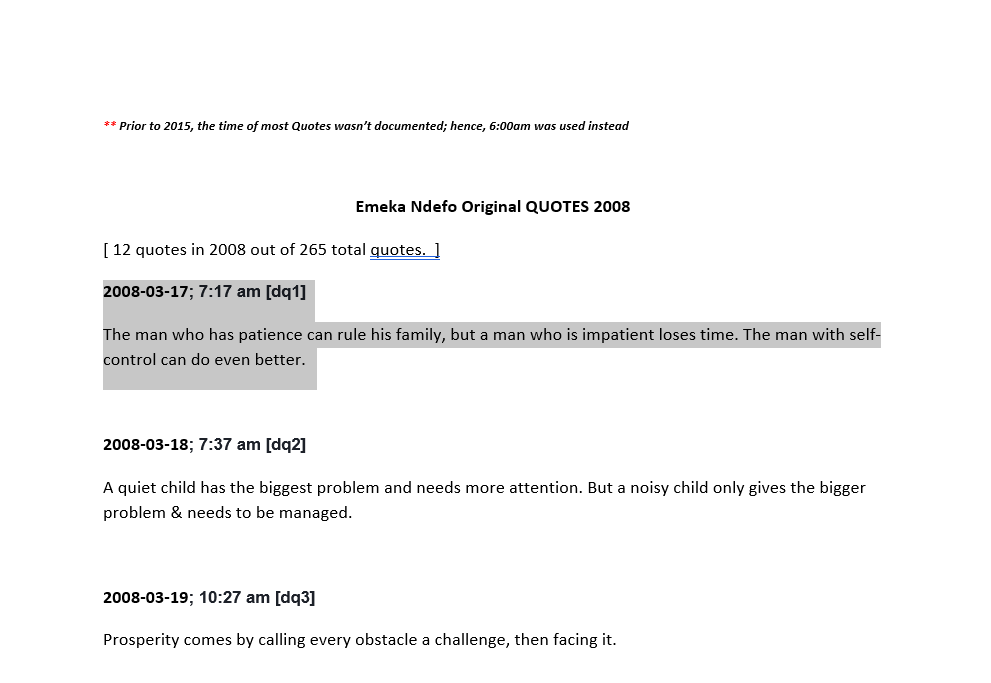 ** Prior to 2015, the time of most Quotes wasn’t documented; hence, 6:00am was used instead
Emeka Ndefo Original QUOTES 2008
[ 12 quotes in 2008 out of 265 total quotes.  ]
2008-03-17; 7:17 am [dq1]
The man who has patience can rule his family, but a man who is impatient loses time. The man with self-
control can do even better.
2008-03-18; 7:37 am [dq2]
A quiet child has the biggest problem and needs more attention. But a noisy child only gives the bigger
problem & needs to be managed.
2008-03-19; 10:27 am [dq3]
Prosperity comes by calling every obstacle a challenge, then facing it.